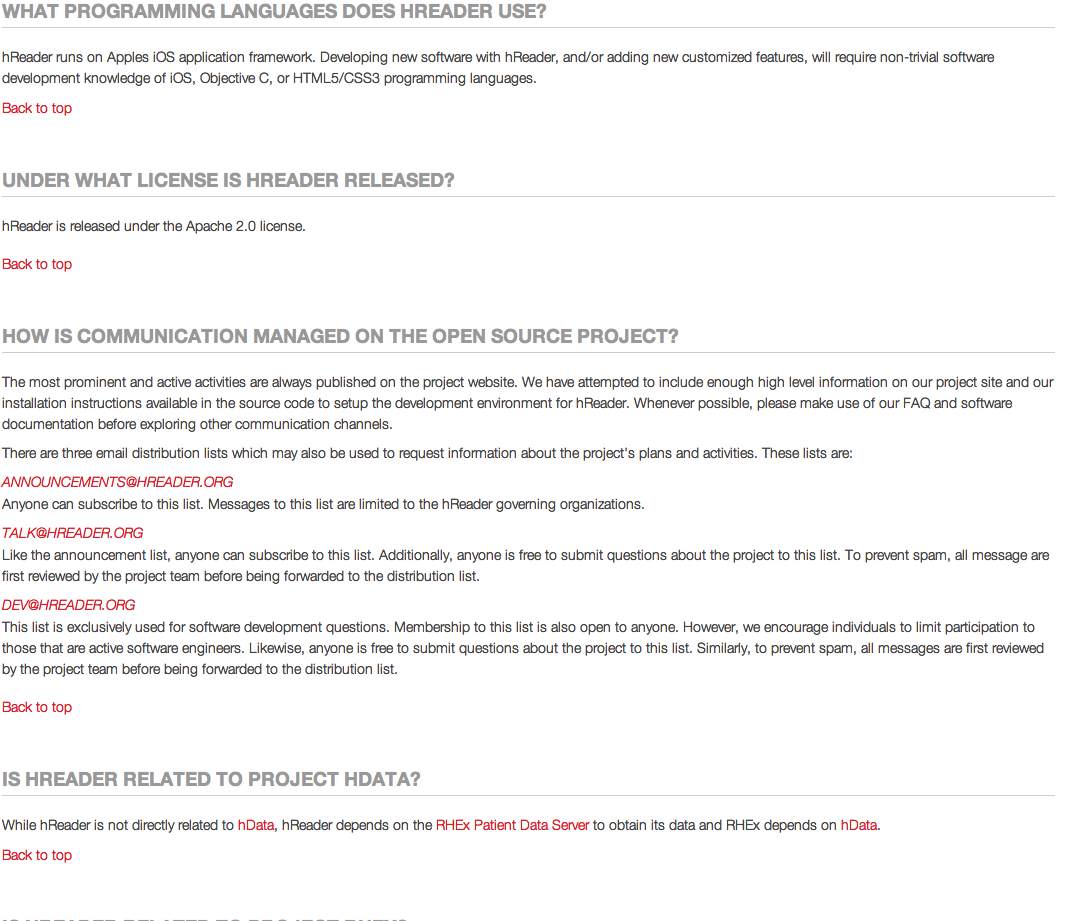 WHAT PROGRAMMING LANGUAGES DOES HREADER USE?
hReader runs on Apples iOS application framework. Developing new software with hReader, and/or adding new customized features, will require non-trivial software
development knowledge of iOS, Objective C, or HTML5/CSS3 programming languages.
Back to top
UNDER WHAT LICENSE IS HREADER RELEASED?
hReader is released under the Apache 2.0 license.
Back to top
HOW IS COMMUNICATION MANAGED ON THE OPEN SOURCE PROJECT?
The most prominent and active activities are always published on the project website. We have attempted to include enough high level information on our project site and our
installation instructions available in the source code to setup the development environment for hReader. Whenever possible, please make use of our FAQ and software
documentation before exploring other communication channels.
There are three email distribution lists which may also be used to request information about the project's plans and activities. These lists are:
ANNOUNCEMENTS@HREADER.ORG
Anyone can subscribe to this list. Messages to this list are limited to the hReader governing organizations.
TALK@HREADER.ORG
Like the announcement list, anyone can subscribe to this list. Additionally, anyone is free to submit questions about the project to this list. To prevent spam, all message are
first reviewed by the project team before being forwarded to the distribution list.
DEV@HREADER.ORG
This list is exclusively used for software development questions. Membership to this list is also open to anyone. However, we encourage individuals to limit participation to
those that are active software engineers. Likewise, anyone is free to submit questions about the project to this list. Similarly, to prevent spam, all messages are first reviewed
by the project team before being forwarded to the distribution list.
Back to top
IS HREADER RELATED TO PROJECT HDATA?
While hReader is not directly related to hData, hReader depends on the RHEx Patient Data Server to obtain its data and RHEx depends on hData.
Back to top